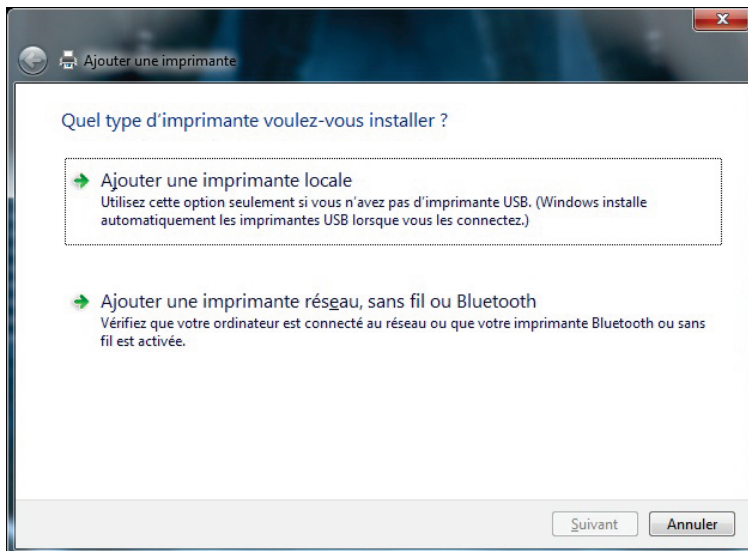 Ajouter une imprimante
Quel type d'imprimante voulez-vous installer ?
Ajouter une imprimante locale
Utilisez cette option seulement si vous n'avez pas d'imprimante USB. (Windows installe
automatiquement les imprimantes USB lorsque vous les connectez.)
Ajouter une imprimante réseau, sans fil ou Bluetooth
Vérifiez que votre ordinateur est connecté au réseau ou que votre imprimante Bluetooth ou sans
fil est activée.
Suivant
Annuler